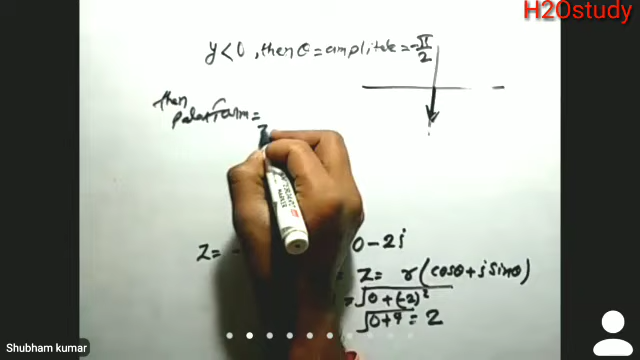 H2Ostudy
y<0, then θ = amplitde = -π/2
then
polar form =
Z
Z = - 0 - 2i
= Z = r (cosθ + i sinθ)
= √0 + (-2)²
√0+9 = 2
Shubham kumar